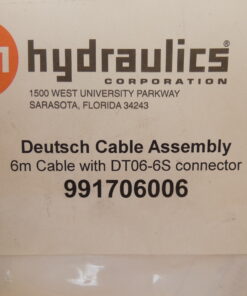 hydraulics®
CORPORATION
1500 WEST UNIVERSITY PARKWAY
SARASOTA, FLORIDA 34243
Deutsch Cable Assembly
6m Cable with DT06-6S connector
991706006